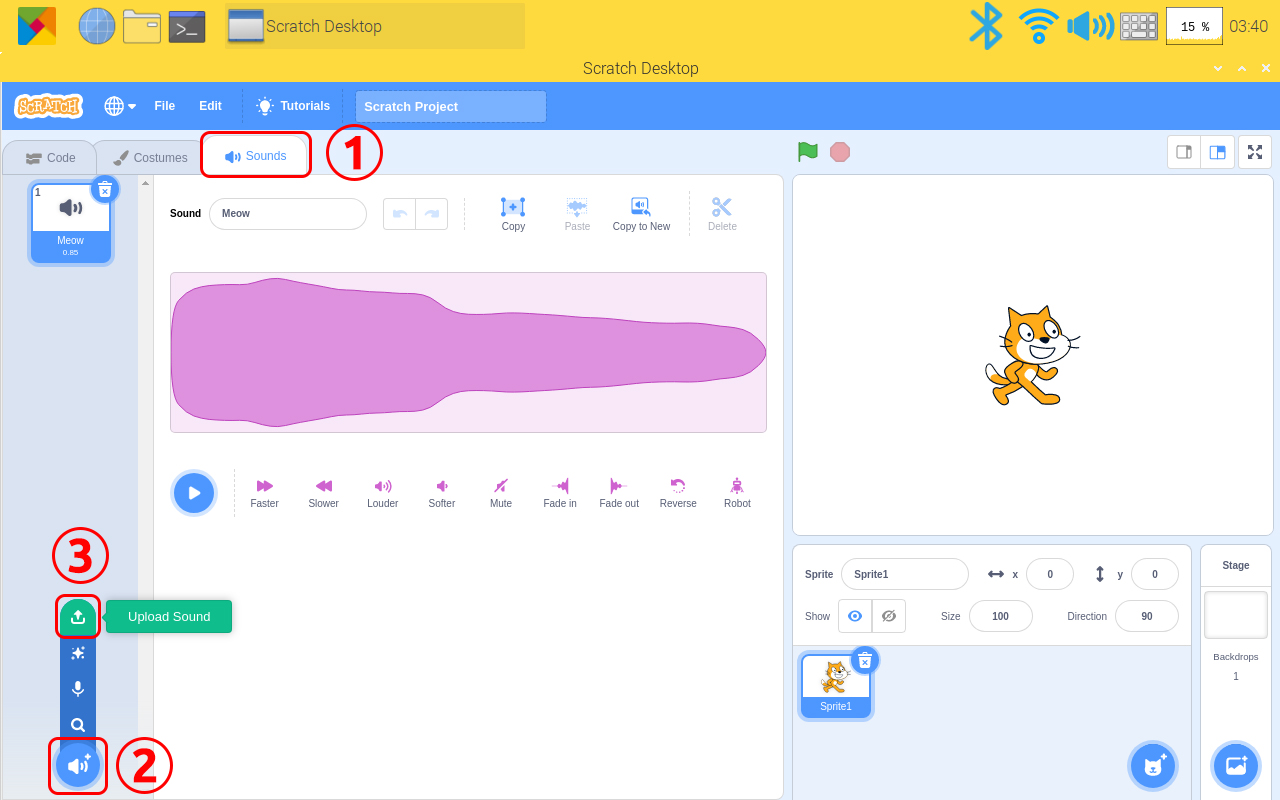 Scratch Desktop
15 %
03:40
Scratch Desktop
SCRATCH
File
Edit
Tutorials
Scratch Project
Code
Costumes
Sounds
1
1
Meow
0.85
Sound
Meow
Copy
Paste
Copy to New
Delete
Faster
Slower
Louder
Softer
Mute
Fade in
Fade out
Reverse
Robot
3
Upload Sound
2
Sprite
Sprite1
x
0
y
0
Show
Size
100
Direction
90
Sprite1
Stage
Backdrops
1